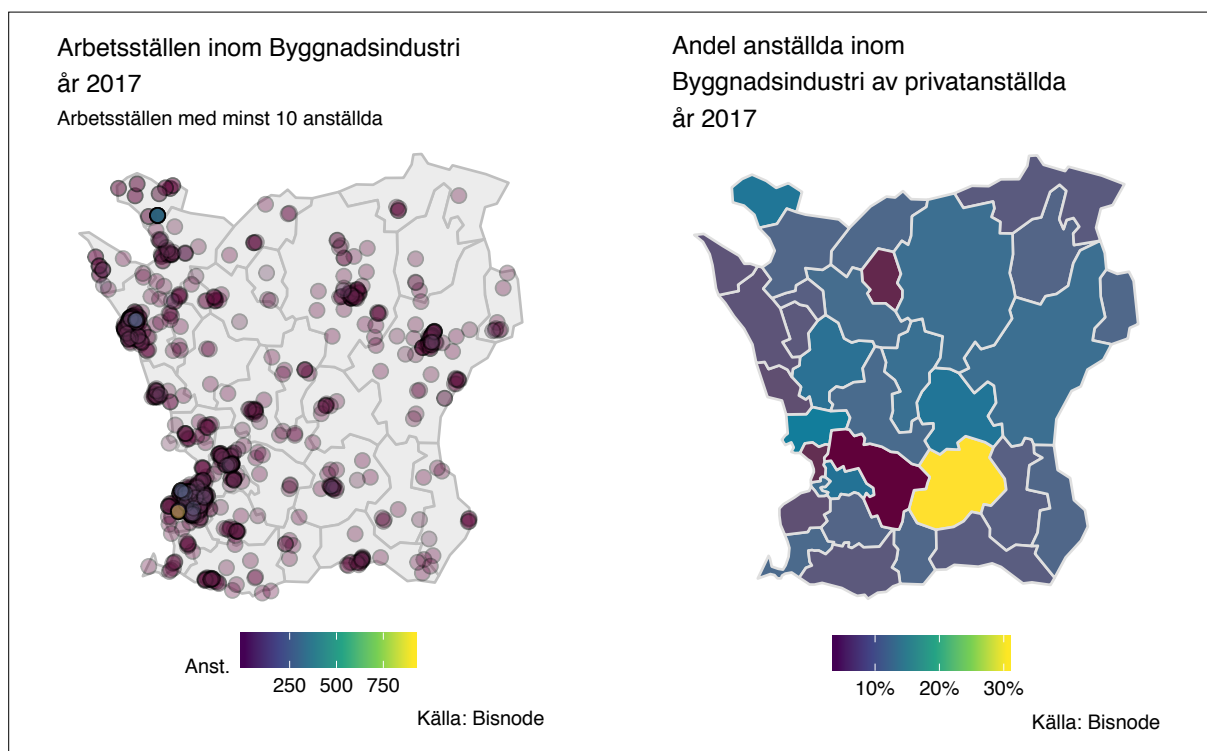 Arbetsställen inom Byggnadsindustri
år 2017
Arbetsställen med minst 10 anställda
Anst.
250 500 750
Källa: Bisnode
Andel anställda inom
Byggnadsindustri av privatanställda
år 2017
10% 20% 30%
Källa: Bisnode